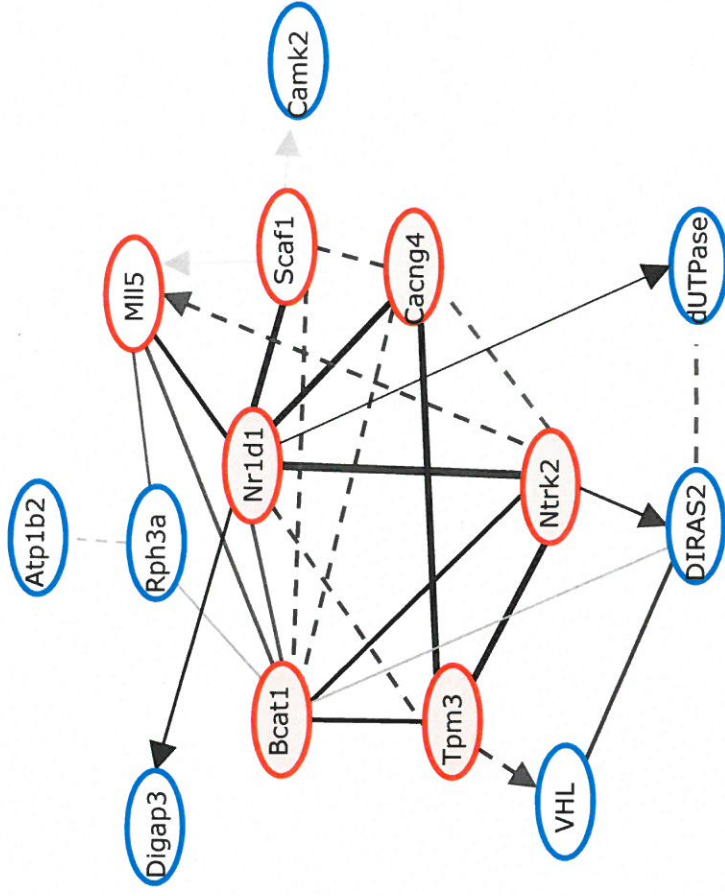 Atp1b2
Digap3
Rph3a
Mll5
Bcat1
Nr1d1
Scaf1
Camk2
Tpm3
Cacng4
VHL
Ntrk2
DIRAS2
dUTPase